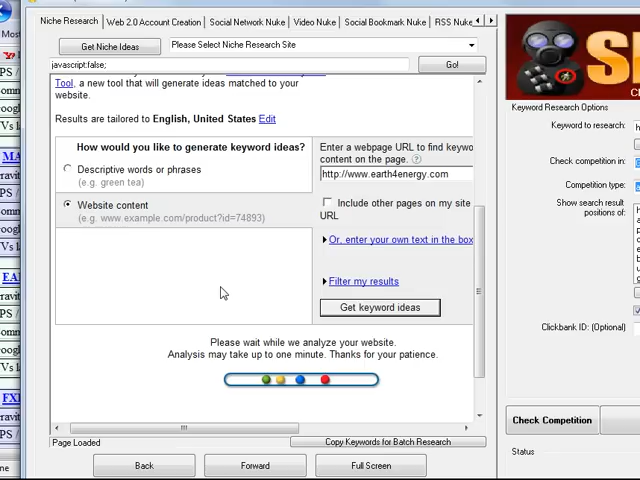 Niche Research
Web 2.0 Account Creation
Social Network Nuke
Video Nuke
Social Bookmark Nuke
RSS Nuke
Get Niche Ideas
Please Select Niche Research Site
javascript:false;
Go!
Tool, a new tool that will generate ideas matched to your
website.
Results are tailored to English, United States Edit
How would you like to generate keyword ideas?
Descriptive words or phrases
(e.g. green tea)
Website content
(e.g. www.example.com/product?id=74893)
Enter a webpage URL to find keywo
content on the page. (?)
http://www.earth4energy.com
Include other pages on my site
URL
Or, enter your own text in the box
Filter my results
Get keyword ideas
Please wait while we analyze your website.
Analysis may take up to one minute. Thanks for your patience.
Page Loaded
Copy Keywords for Batch Research
Back
Forward
Full Screen
Keyword Research Options
Keyword to research:
Check competition in:
Competition type:
Show search result
positions of:
Clickbank ID: (Optional)
Check Competition
Status